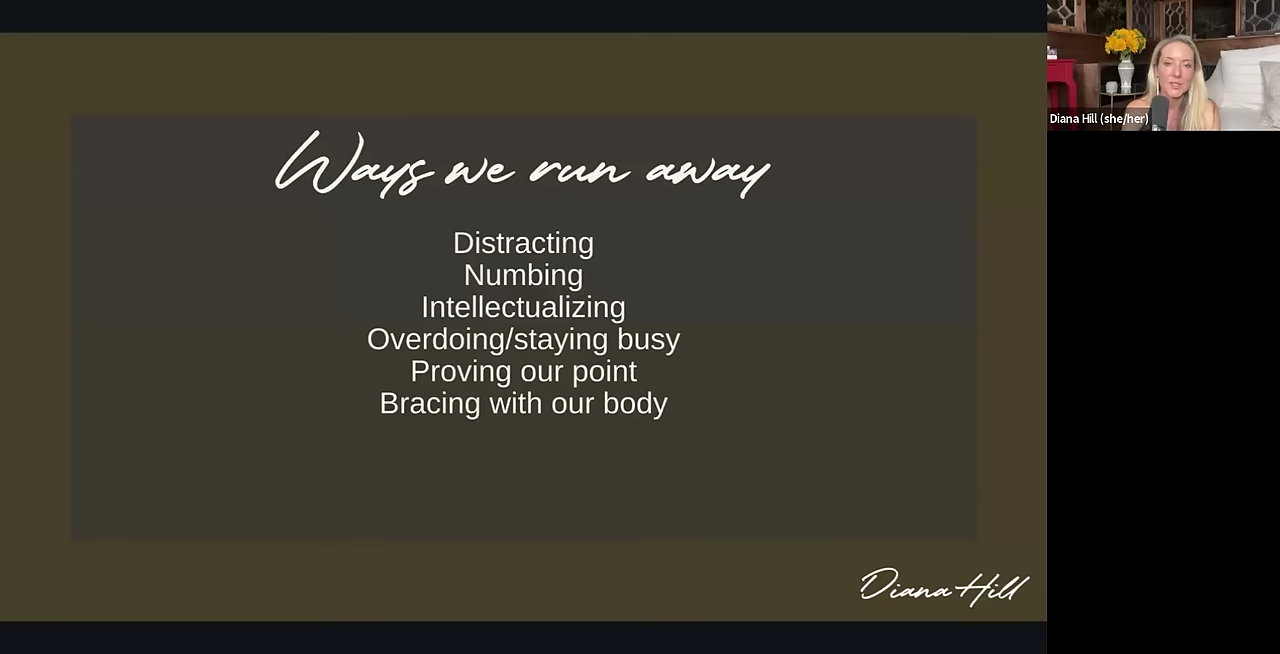 Ways we run away
Distracting
Numbing
Intellectualizing
Overdoing/staying busy
Proving our point
Bracing with our body
Diana Hill
Diana Hill (she/her)